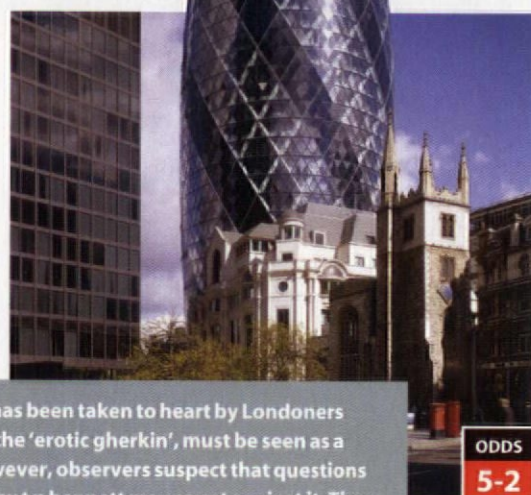 has been taken to heart by Londoners
the ‘erotic gherkin’, must be seen as a
observers suspect that questions
ODDS
5-2